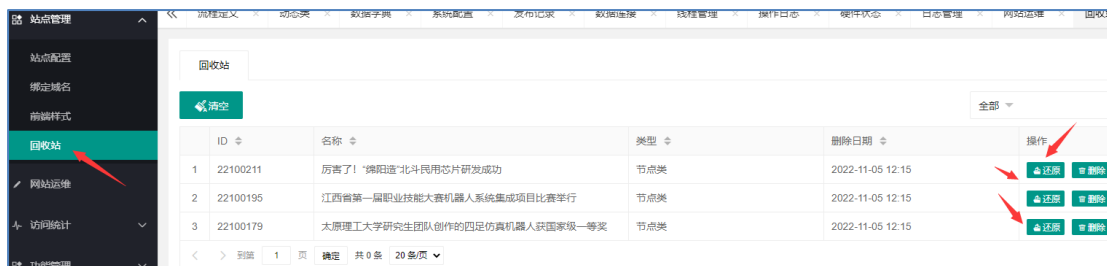 站点管理
流程定义 × 动态类 × 数据字典 × 系统配置 × 发布记录 × 数据连接 × 线程管理 × 操作日志 × 硬件状态 × 日志管理 × 网站运维 × 回收站
站点配置
绑定域名
前端样式
回收站
网站运维
访问统计
功能管理
回收站
清空
全部
ID 名称 类型 删除日期 操作
1 22100211 厉害了！“绵阳造”北斗民用芯片研发成功 节点类 2022-11-05 12:15 还原 删除
2 22100195 江西省第一届职业技能大赛机器人系统集成项目比赛举行 节点类 2022-11-05 12:15 还原 删除
3 22100179 太原理工大学研究生团队创作的四足仿真机器人获国家级一等奖 节点类 2022-11-05 12:15 还原 删除
< > 到第 1 页 确定 共 0 条 20 条/页